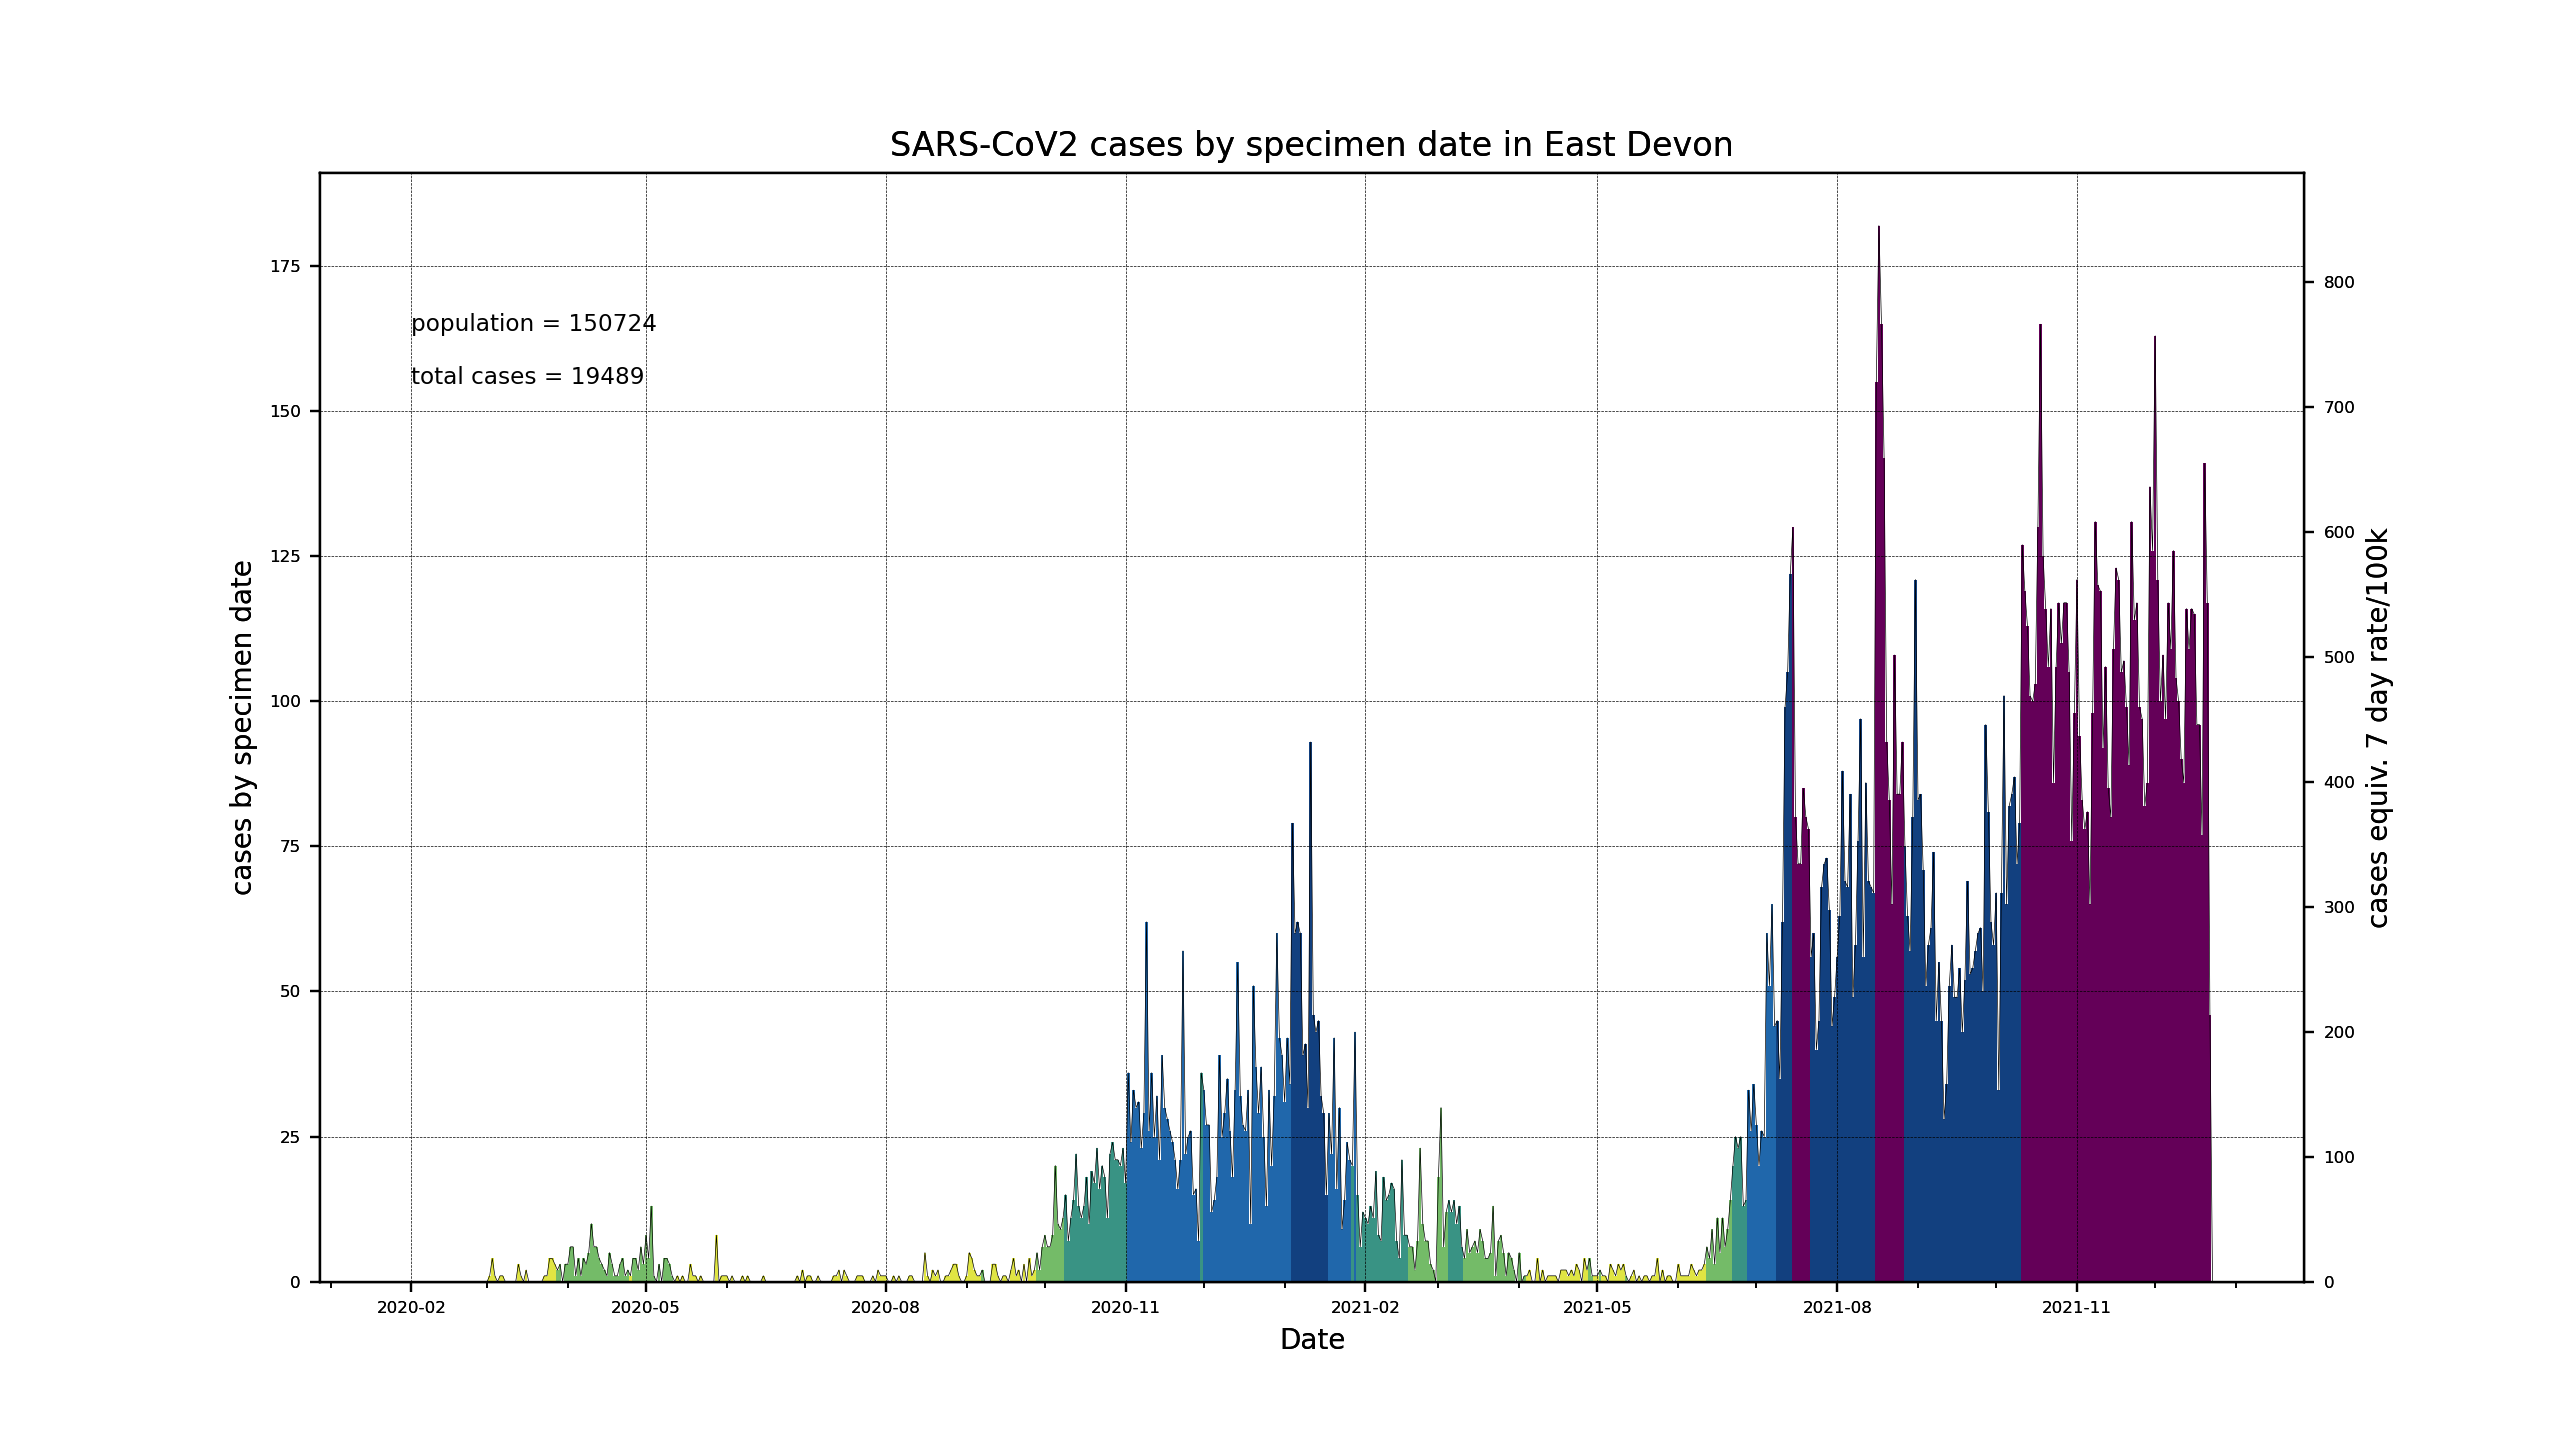 SARS-CoV2 cases by specimen date in East Devon
population = 150724
total cases = 19489
cases by specimen date
175
150
125
100
75
50
25
0
800
700
600
500
400
300
200
100
0
cases equiv. 7 day rate/100k
2020-02 2020-05 2020-08 2020-11 2021-02 2021-05 2021-08 2021-11
Date